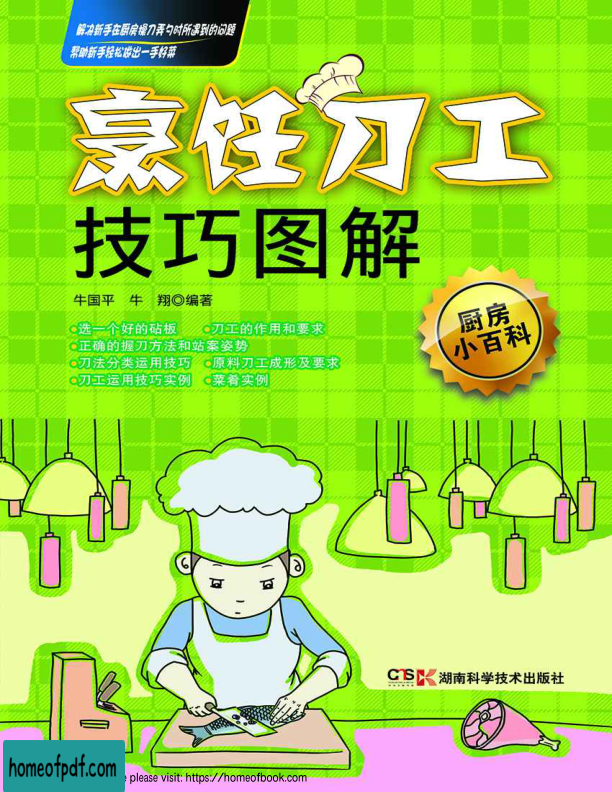 解决新手在厨房操刀弄勺时所遇到的问题
帮助新手轻松做出一手好菜
烹饪刀工
技巧图解
牛国平 牛 翔◎编著
厨房
小百科
●选一个好的砧板 ●刀工的作用和要求
●正确的握刀方法和站案姿势
●刀法分类运用技巧 ●原料刀工成形及要求
●刀工运用技巧实例 ●菜肴实例
湖南科学技术出版社
homeofpdf.com
please visit: https://homeofbook.com